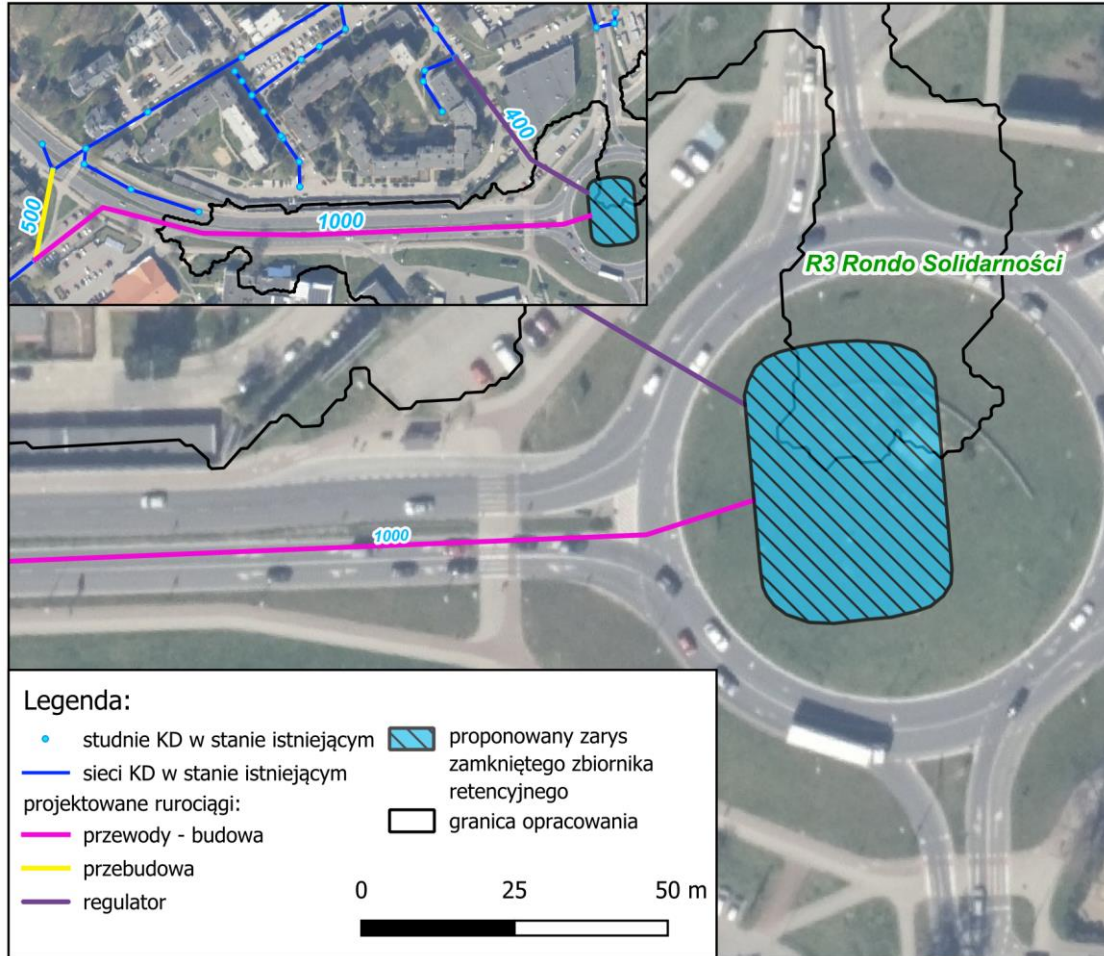 400
500
1000
R3 Rondo Solidarności
1000
Legenda:
studnie KD w stanie istniejącym
sieci KD w stanie istniejącym
projektowane rurociągi:
przewody - budowa
przebudowa
regulator
proponowany zarys
zamkniętego zbiornika
retencyjnego
granica opracowania
0 25 50 m